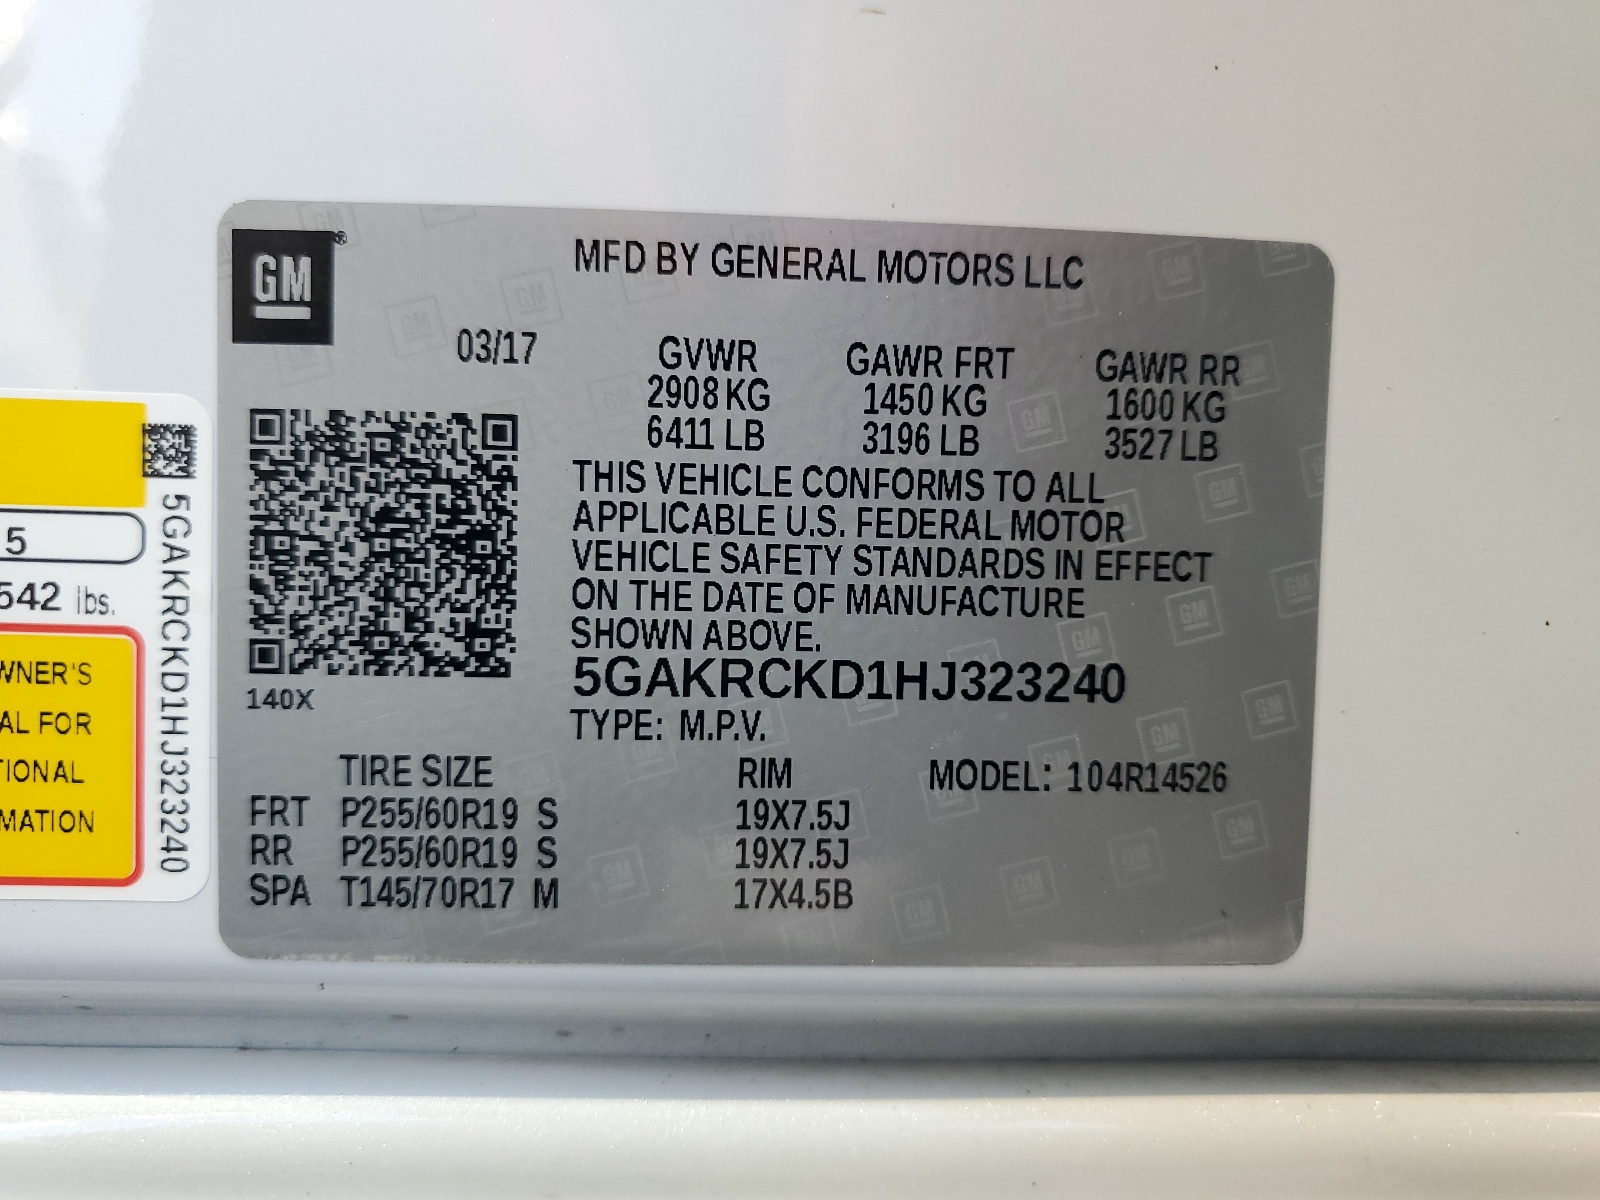 GM®
MFD BY GENERAL MOTORS LLC
03/17
GVWR GAWR FRT GAWR RR
2908 KG 1450 KG 1600 KG
6411 LB 3196 LB 3527 LB
THIS VEHICLE CONFORMS TO ALL
APPLICABLE U.S. FEDERAL MOTOR
VEHICLE SAFETY STANDARDS IN EFFECT
ON THE DATE OF MANUFACTURE
SHOWN ABOVE.
5GAKRCKD1HJ323240
TYPE: M.P.V.
140X
TIRE SIZE RIM MODEL: 104R14526
FRT P255/60R19 S 19X7.5J
RR P255/60R19 S 19X7.5J
SPA T145/70R17 M 17X4.5B
5
542 lbs.
WNER'S
AL FOR
TIONAL
MATION
5GAKRCKD1HJ323240